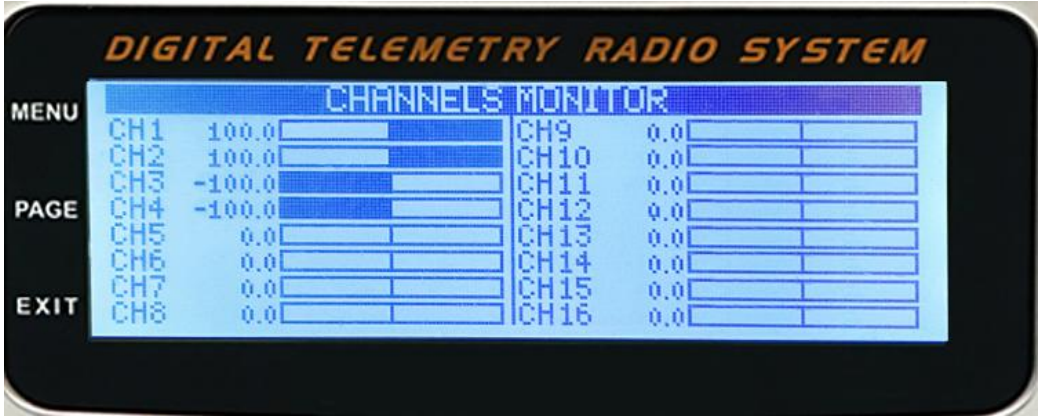 DIGITAL TELEMETRY RADIO SYSTEM
MENU
PAGE
EXIT
CHANNELS MONITOR
CH1 100.0
CH2 100.0
CH3 -100.0
CH4 -100.0
CH5 0.0
CH6 0.0
CH7 0.0
CH8 0.0
CH9 0.0
CH10 0.0
CH11 0.0
CH12 0.0
CH13 0.0
CH14 0.0
CH15 0.0
CH16 0.0